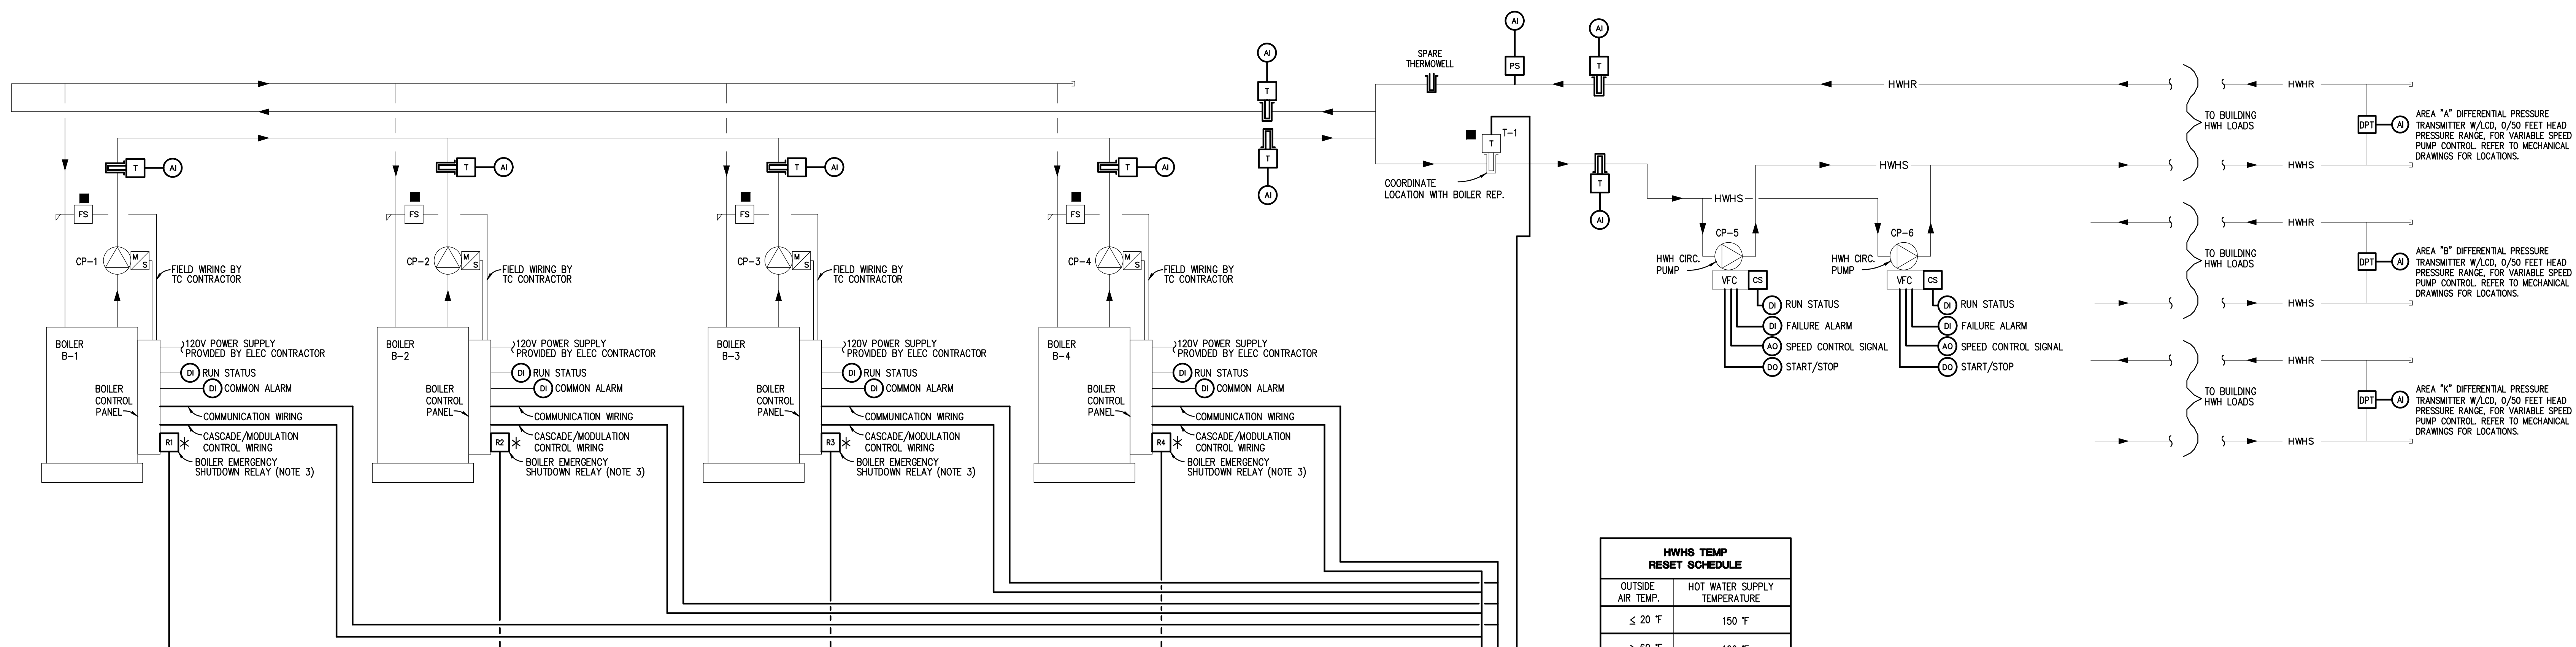 AI
AI
AI
SPARE
THERMOWELL
T
PS
T
HWHR
HWHR
TO BUILDING
HWH LOADS
DPT
AI
AREA "A" DIFFERENTIAL PRESSURE
TRANSMITTER W/LCD, 0/50 FEET HEAD
PRESSURE RANGE, FOR VARIABLE SPEED
PUMP CONTROL. REFER TO MECHANICAL
DRAWINGS FOR LOCATIONS.
HWHS
HWHS
T
AI
T
AI
T
AI
T
AI
T
AI
T-1
T
COORDINATE
LOCATION WITH BOILER REP.
T
AI
HWHS
FS
FS
FS
FS
CP-1
M
S
FIELD WIRING BY
TC CONTRACTOR
CP-2
M
S
FIELD WIRING BY
TC CONTRACTOR
CP-3
M
S
FIELD WIRING BY
TC CONTRACTOR
CP-4
M
S
FIELD WIRING BY
TC CONTRACTOR
CP-5
HWH CIRC.
PUMP
VFC
CS
DI RUN STATUS
DI FAILURE ALARM
AO SPEED CONTROL SIGNAL
DO START/STOP
CP-6
HWH CIRC.
PUMP
VFC
CS
DI RUN STATUS
DI FAILURE ALARM
AO SPEED CONTROL SIGNAL
DO START/STOP
HWHR
TO BUILDING
HWH LOADS
DPT
AI
AREA "B" DIFFERENTIAL PRESSURE
TRANSMITTER W/LCD, 0/50 FEET HEAD
PRESSURE RANGE, FOR VARIABLE SPEED
PUMP CONTROL. REFER TO MECHANICAL
DRAWINGS FOR LOCATIONS.
HWHS
HWHR
TO BUILDING
HWH LOADS
DPT
AI
AREA "K" DIFFERENTIAL PRESSURE
TRANSMITTER W/LCD, 0/50 FEET HEAD
PRESSURE RANGE, FOR VARIABLE SPEED
PUMP CONTROL. REFER TO MECHANICAL
DRAWINGS FOR LOCATIONS.
HWHS
BOILER
B-1
BOILER
CONTROL
PANEL
120V POWER SUPPLY
PROVIDED BY ELEC CONTRACTOR
DI RUN STATUS
DI COMMON ALARM
COMMUNICATION WIRING
CASCADE/MODULATION
CONTROL WIRING
R1
BOILER EMERGENCY
SHUTDOWN RELAY (NOTE 3)
BOILER
B-2
BOILER
CONTROL
PANEL
120V POWER SUPPLY
PROVIDED BY ELEC CONTRACTOR
DI RUN STATUS
DI COMMON ALARM
COMMUNICATION WIRING
CASCADE/MODULATION
CONTROL WIRING
R2
BOILER EMERGENCY
SHUTDOWN RELAY (NOTE 3)
BOILER
B-3
BOILER
CONTROL
PANEL
120V POWER SUPPLY
PROVIDED BY ELEC CONTRACTOR
DI RUN STATUS
DI COMMON ALARM
COMMUNICATION WIRING
CASCADE/MODULATION
CONTROL WIRING
R3
BOILER EMERGENCY
SHUTDOWN RELAY (NOTE 3)
BOILER
B-4
BOILER
CONTROL
PANEL
120V POWER SUPPLY
PROVIDED BY ELEC CONTRACTOR
DI RUN STATUS
DI COMMON ALARM
COMMUNICATION WIRING
CASCADE/MODULATION
CONTROL WIRING
R4
BOILER EMERGENCY
SHUTDOWN RELAY (NOTE 3)
HWHS TEMP
RESET SCHEDULE
OUTSIDE
AIR TEMP.
HOT WATER SUPPLY
TEMPERATURE
≤ 20 °F
150 °F